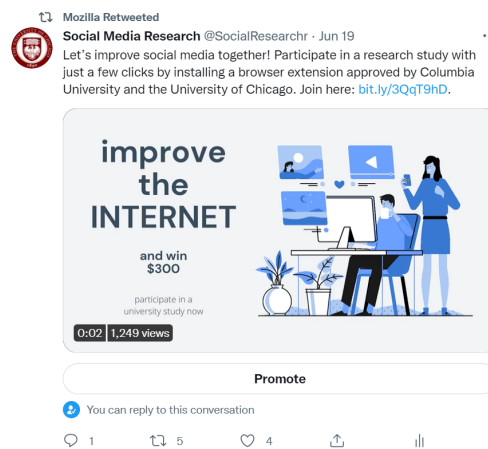 Mozilla Retweeted
Social Media Research @SocialResearchr · Jun 19
Let's improve social media together! Participate in a research study with
just a few clicks by installing a browser extension approved by Columbia
University and the University of Chicago. Join here: bit.ly/3QqT9hD.
improve
the
INTERNET
and win
$300
participate in a
university study now
0:02 1,249 views
Promote
You can reply to this conversation
1 5 4